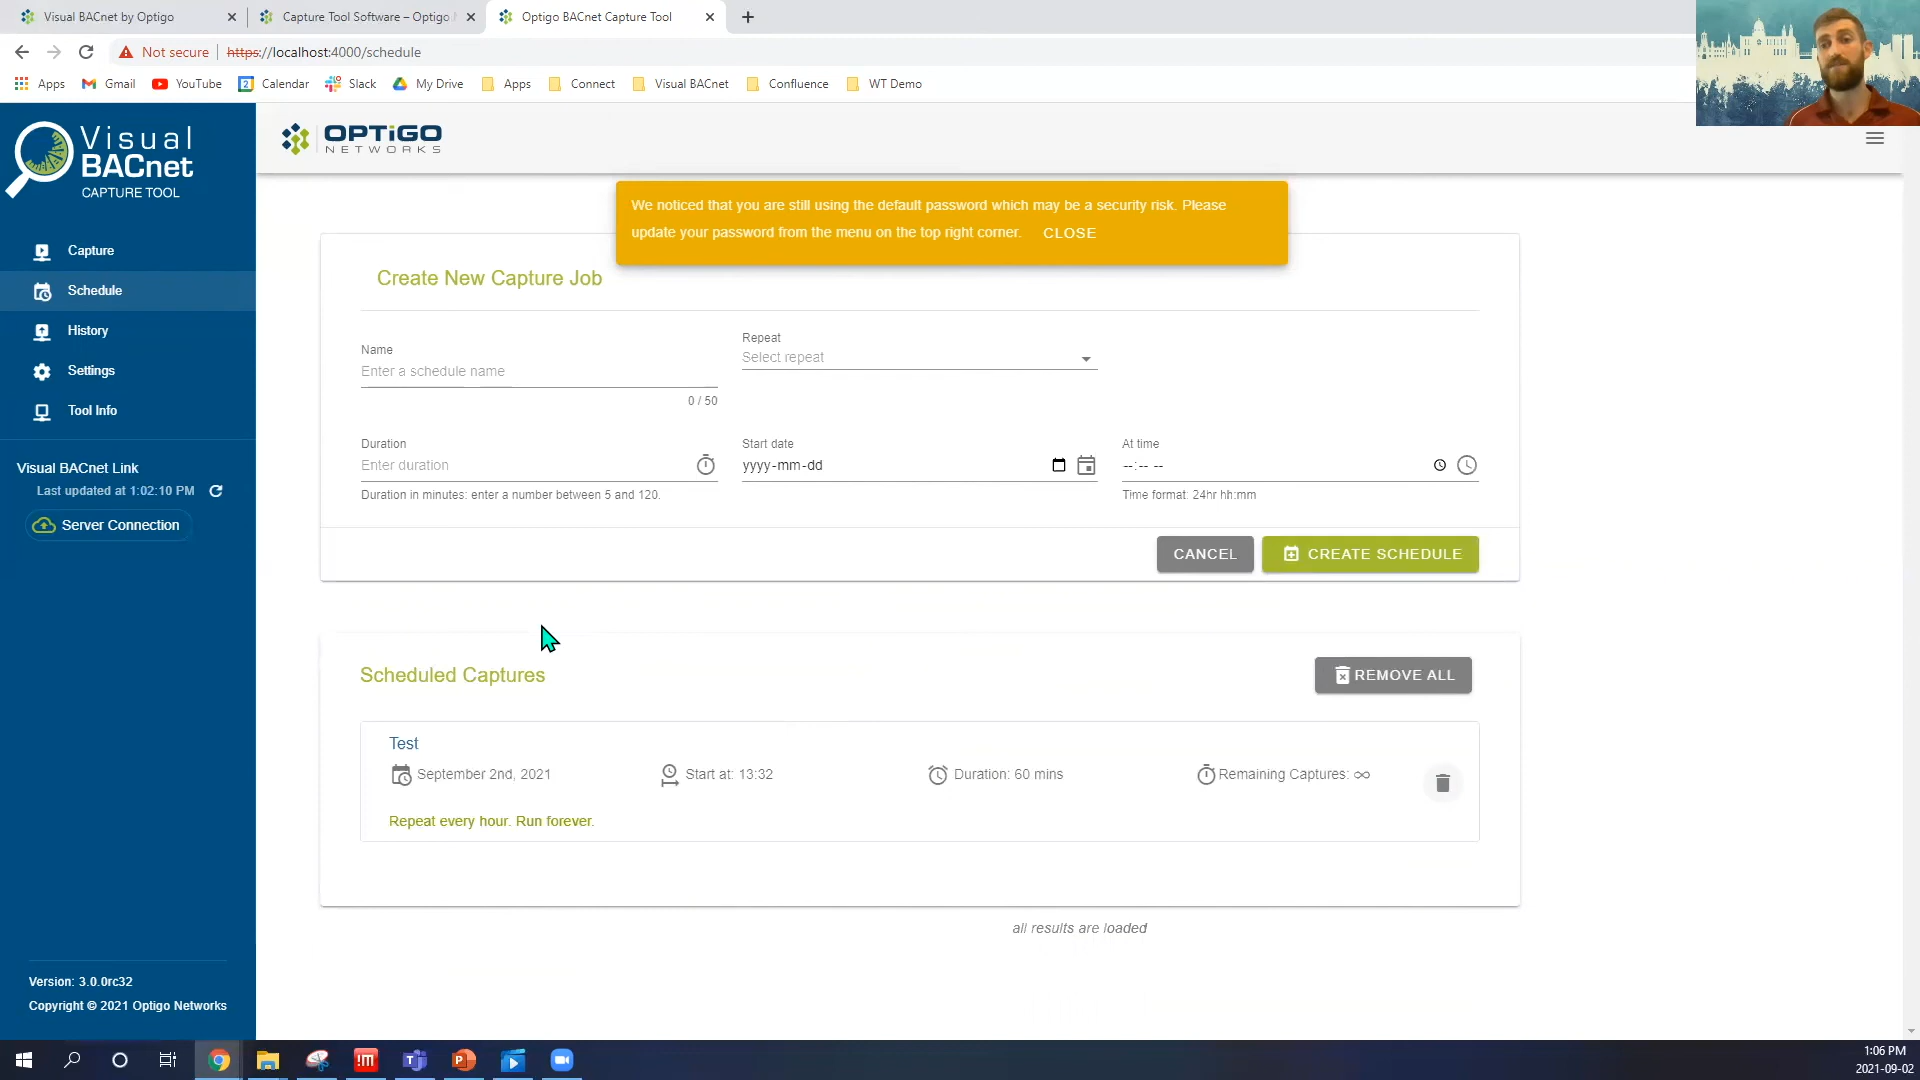 Visual BACnet by Optigo
Capture Tool Software – Optigo
Optigo BACnet Capture Tool
Not secure
https://localhost:4000/schedule
Apps
Gmail
YouTube
Calendar
Slack
My Drive
Apps
Connect
Visual BACnet
Confluence
WT Demo
Visual
BACnet
CAPTURE TOOL
OPTiGO
NETWORKS
We noticed that you are still using the default password which may be a security risk. Please
update your password from the menu on the top right corner. CLOSE
Capture
Schedule
History
Settings
Tool Info
Visual BACnet Link
Last updated at 1:02:10 PM
Server Connection
Create New Capture Job
Name
Enter a schedule name
0 / 50
Repeat
Select repeat
Duration
Enter duration
Duration in minutes: enter a number between 5 and 120.
Start date
yyyy-mm-dd
At time
--:-- --
Time format: 24hr hh:mm
CANCEL
CREATE SCHEDULE
Scheduled Captures
REMOVE ALL
Test
September 2nd, 2021
Start at: 13:32
Duration: 60 mins
Remaining Captures: ∞
Repeat every hour. Run forever.
all results are loaded
Version: 3.0.0rc32
Copyright © 2021 Optigo Networks
1:06 PM
2021-09-02